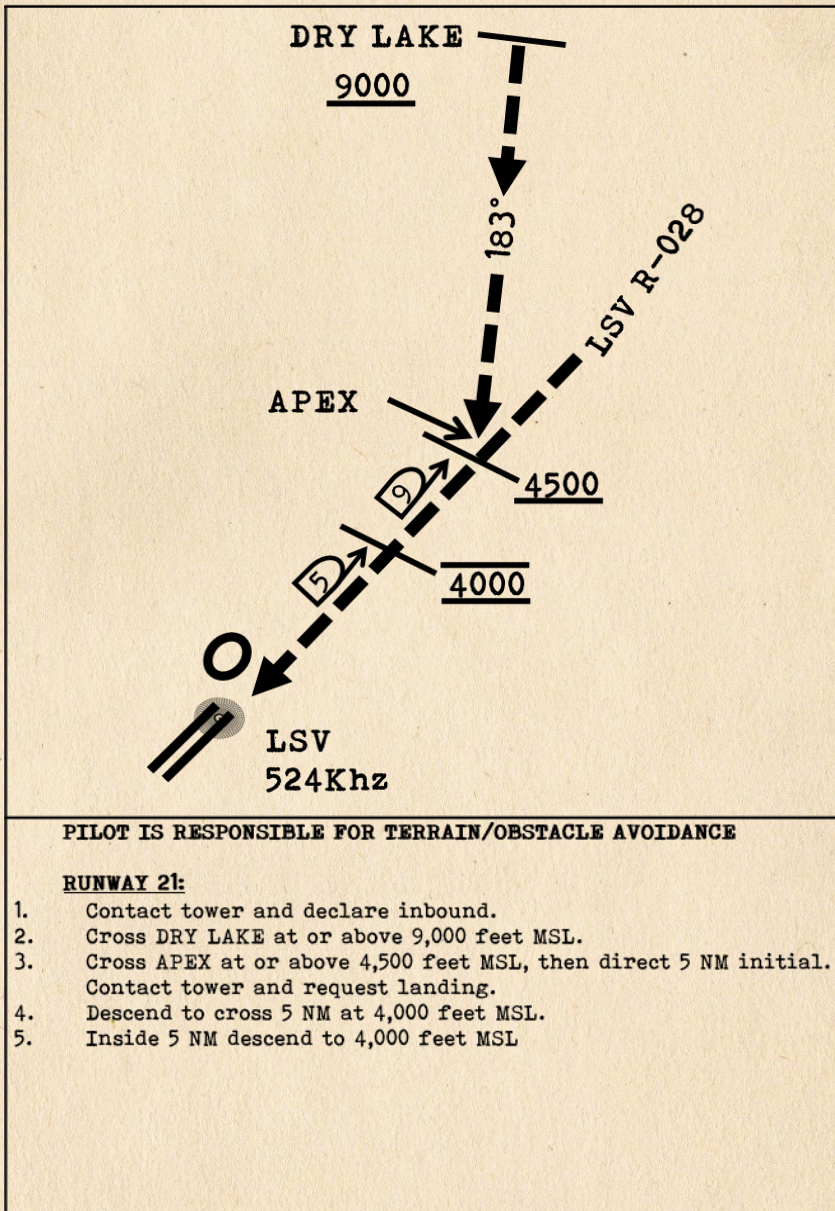 DRY LAKE
9000
183°
LSV R-028
APEX
9
4500
5
4000
LSV
524Khz
PILOT IS RESPONSIBLE FOR TERRAIN/OBSTACLE AVOIDANCE
RUNWAY 21:
1. Contact tower and declare inbound.
2. Cross DRY LAKE at or above 9,000 feet MSL.
3. Cross APEX at or above 4,500 feet MSL, then direct 5 NM initial.
Contact tower and request landing.
4. Descend to cross 5 NM at 4,000 feet MSL.
5. Inside 5 NM descend to 4,000 feet MSL